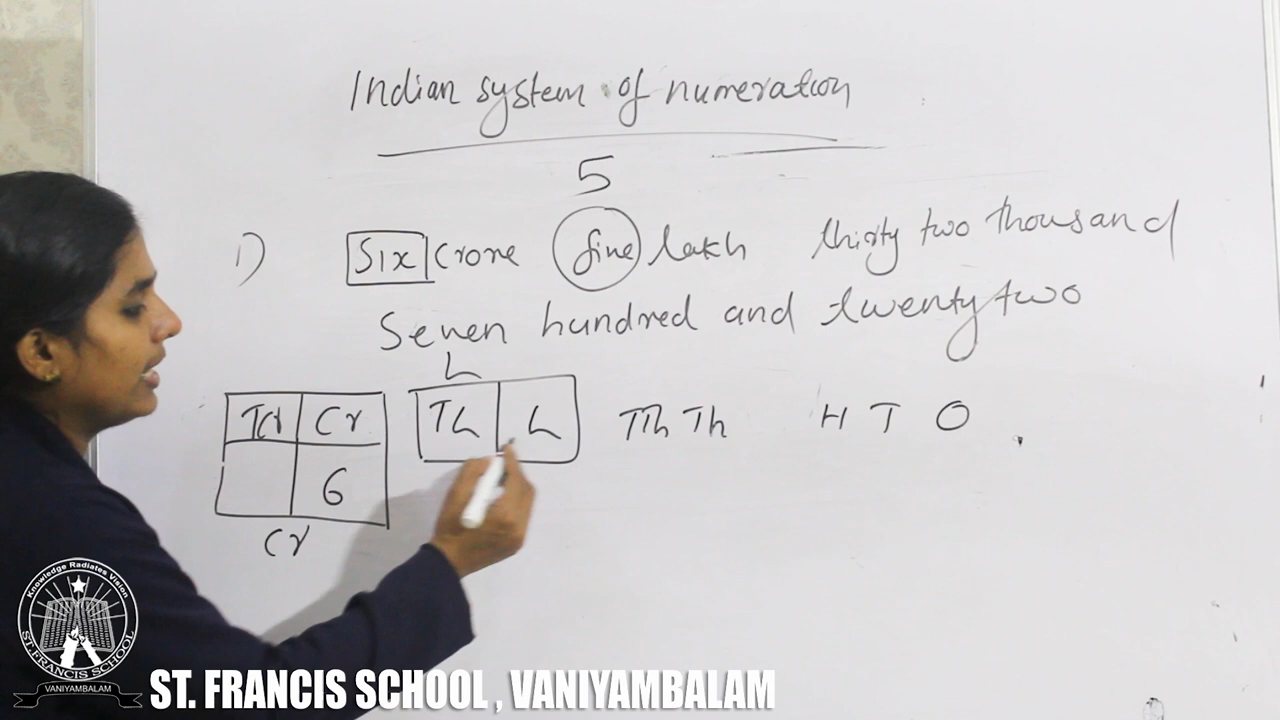 Indian system of numeration
5
1) Six crore five lakh thirty two thousand
Seven hundred and twenty two
L
TCr Cr TL L TTh Th H T O
6
Cr
Knowledge Radiates Vision
ST. FRANCIS SCHOOL
VANIYAMBALAM
ST. FRANCIS SCHOOL , VANIYAMBALAM